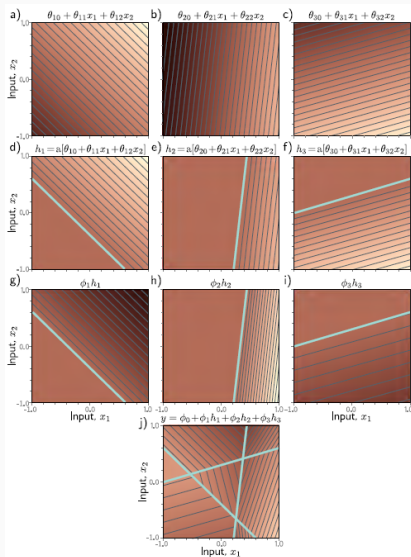 a) θ10 + θ11x1 + θ12x2
b) θ20 + θ21x1 + θ22x2
c) θ30 + θ31x1 + θ32x2
1.0
Input, x2
0.0
-1.0
d) h1 = a[θ10+θ11x1+θ12x2]
e) h2 = a[θ20+θ21x1+θ22x2]
f) h3 = a[θ30+θ31x1+θ32x2]
1.0
Input, x2
0.0
-1.0
g) ϕ1h1
h) ϕ2h2
i) ϕ3h3
1.0
Input, x2
0.0
-1.0
-1.0 0.0 1.0
-1.0 0.0 1.0
-1.0 0.0 1.0
Input, x1
Input, x1
j) y = ϕ0 + ϕ1h1 + ϕ2h2 + ϕ3h3
1.0
Input, x2
0.0
-1.0
-1.0 0.0 1.0
Input, x1